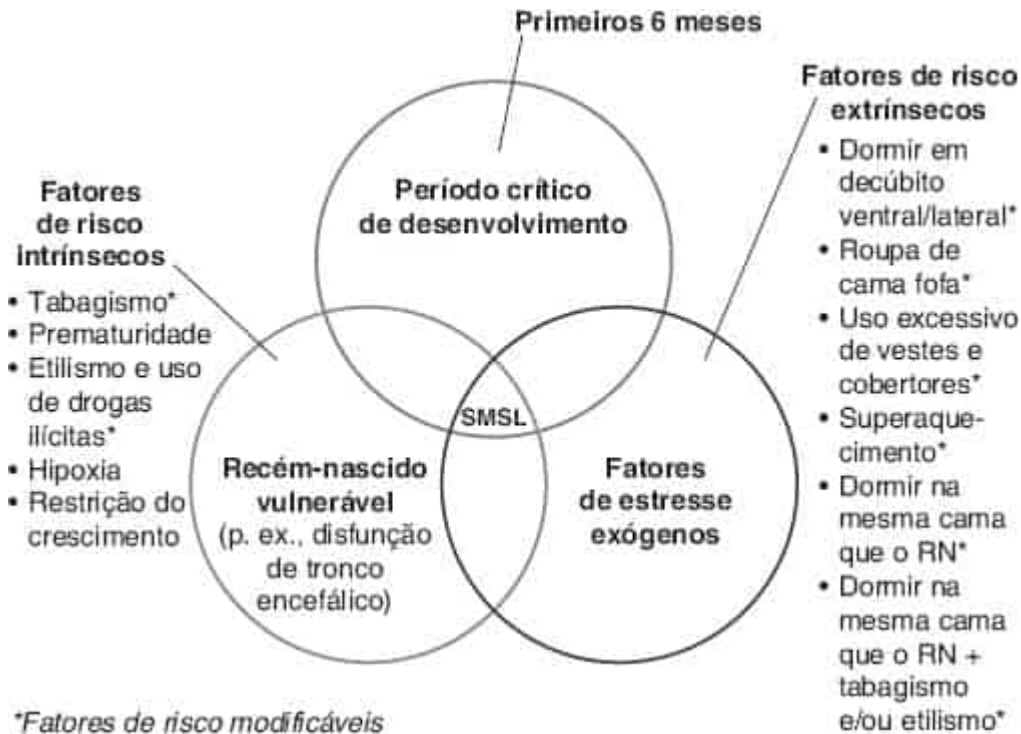 Primeiros 6 meses
Fatores de risco
extrínsecos
• Dormir em
decúbito
ventral/lateral*
• Roupa de
cama fofa*
• Uso excessivo
de vestes e
cobertores*
• Superaque-
cimento*
• Dormir na
mesma cama
que o RN*
• Dormir na
mesma cama
que o RN +
tabagismo
e/ou etilismo*
Período crítico
de desenvolvimento
Fatores
de risco
intrínsecos
• Tabagismo*
• Prematuridade
• Etilismo e uso
de drogas
ilícitas*
• Hipoxia
• Restrição do
crescimento
SMSL
Recém-nascido
vulnerável
(p. ex., disfunção
de tronco
encefálico)
Fatores
de estresse
exógenos
*Fatores de risco modificáveis